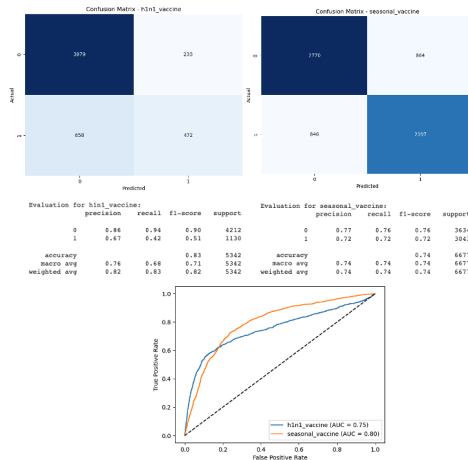 Confusion Matrix - h1n1_vaccine
Confusion Matrix - seasonal_vaccine
Actual
0
1
3979
233
658
472
0
1
Predicted
Actual
0
1
2770
864
846
2197
0
1
Predicted
Evaluation for h1n1_vaccine:
precision recall f1-score support
0 0.86 0.94 0.90 4212
1 0.67 0.42 0.51 1130
accuracy 0.83 5342
macro avg 0.76 0.68 0.71 5342
weighted avg 0.82 0.83 0.82 5342
Evaluation for seasonal_vaccine:
precision recall f1-score suppor
0 0.77 0.76 0.76 3634
1 0.72 0.72 0.72 3043
accuracy 0.74 6677
macro avg 0.74 0.74 0.74 6677
weighted avg 0.74 0.74 0.74 6677
True Positive Rate
1.0
0.8
0.6
0.4
0.2
0.0
h1n1_vaccine (AUC = 0.75)
seasonal_vaccine (AUC = 0.80)
0.0 0.2 0.4 0.6 0.8 1.0
False Positive Rate